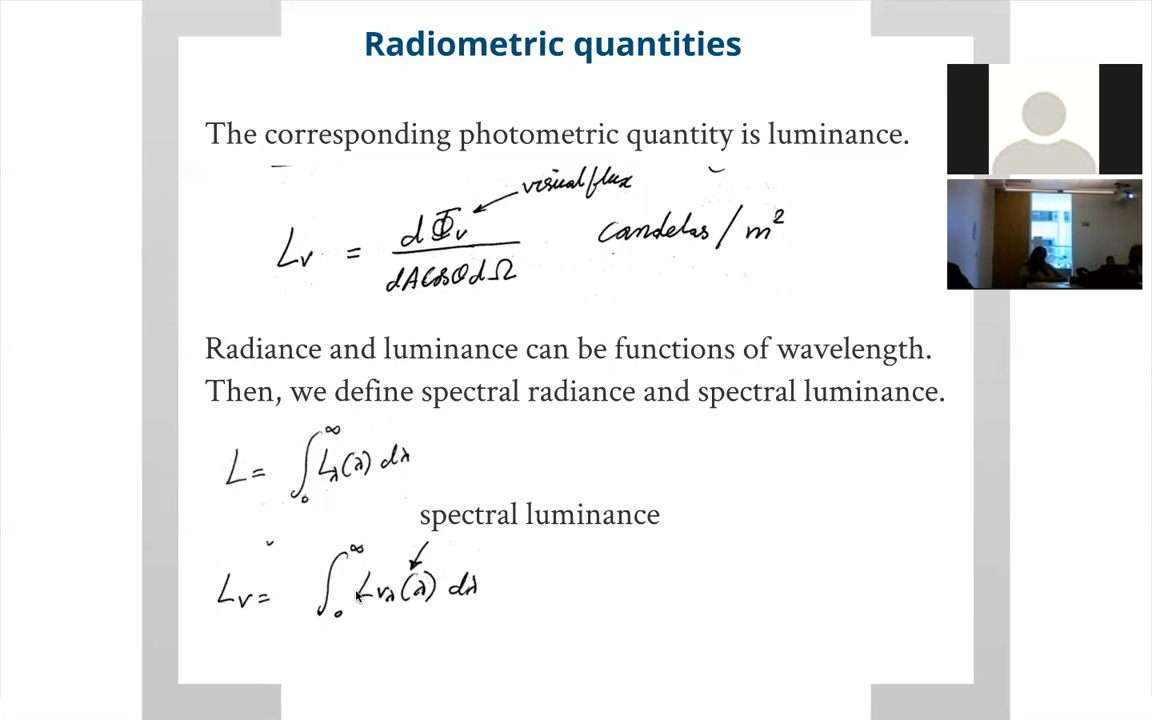 Radiometric quantities
The corresponding photometric quantity is luminance.
visual flux
Lv = dΦv / dA cosθ dΩ candelas / m²
Radiance and luminance can be functions of wavelength.
Then, we define spectral radiance and spectral luminance.
L = ∫₀^∞ Lλ(λ) dλ
spectral luminance
Lv = ∫₀^∞ Lvλ(λ) dλ